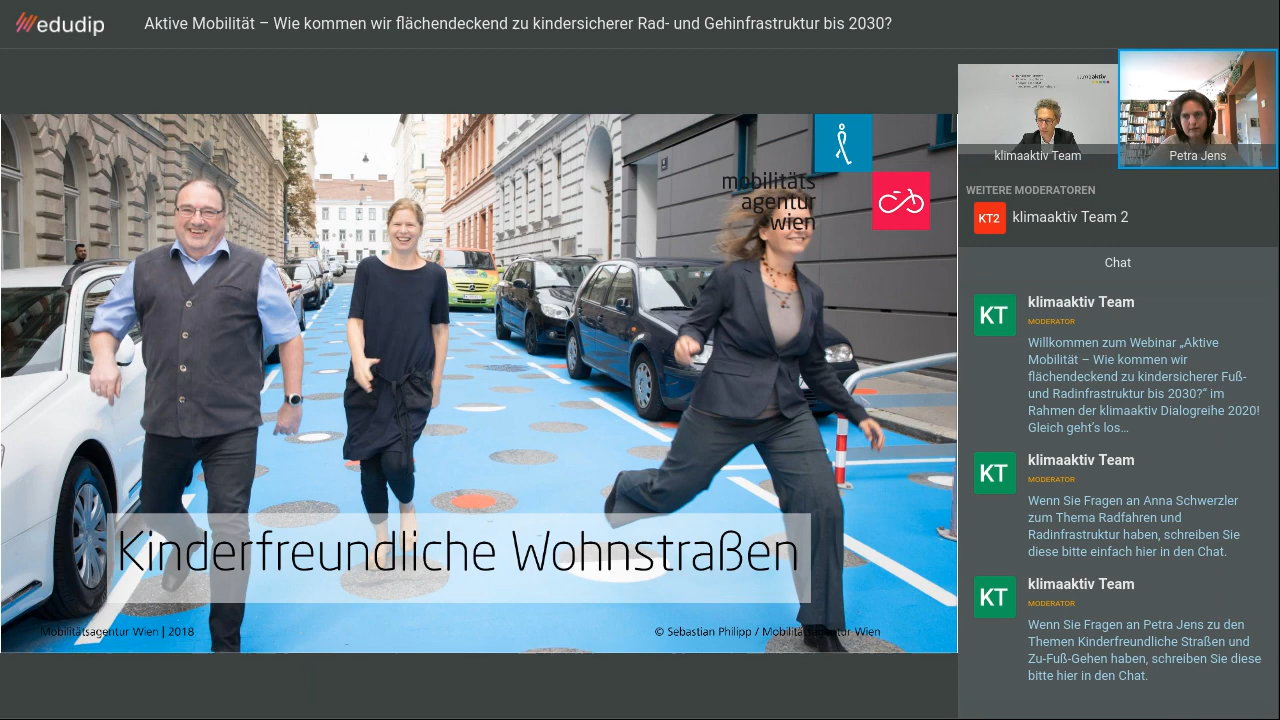 edudip
Aktive Mobilität – Wie kommen wir flächendeckend zu kindersicherer Rad- und Gehnfrastruktur bis 2030?
mobilitäts
agentur
wien
Kinderfreundliche Wohnstraßen
Mobilitätsagentur Wien | 2018
© Sebastian Philipp / Mobilitätsagentur Wien
klimaaktiv
klimaaktiv Team
Petra Jens
WEITERE MODERATOREN
KT2
klimaaktiv Team 2
Chat
KT
klimaaktiv Team
MODERATOR
Willkommen zum Webinar „Aktive
Mobilität – Wie kommen wir
flächendeckend zu kindersicherer Fuß-
und Radinfrastruktur bis 2030?“ im
Rahmen der klimaaktiv Dialogreihe 2020!
Gleich geht’s los…
KT
klimaaktiv Team
MODERATOR
Wenn Sie Fragen an Anna Schwerzler
zum Thema Radfahren und
Radinfrastruktur haben, schreiben Sie
diese bitte einfach hier in den Chat.
KT
klimaaktiv Team
MODERATOR
Wenn Sie Fragen an Petra Jens zu den
Themen Kinderfreundliche Straßen und
Zu-Fuß-Gehen haben, schreiben Sie diese
bitte hier in den Chat.